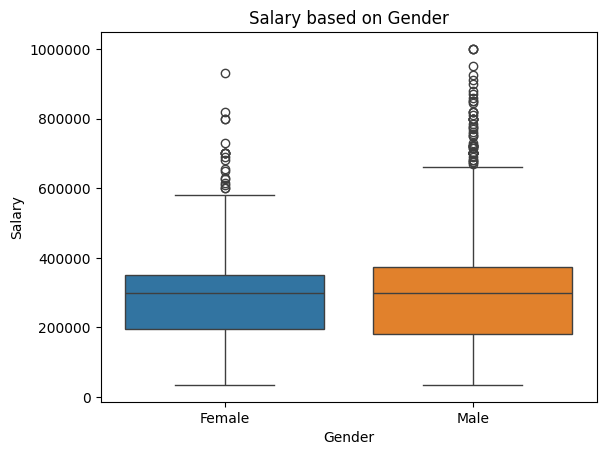 Salary based on Gender
1000000
800000
600000
400000
200000
0
Salary
Female
Male
Gender